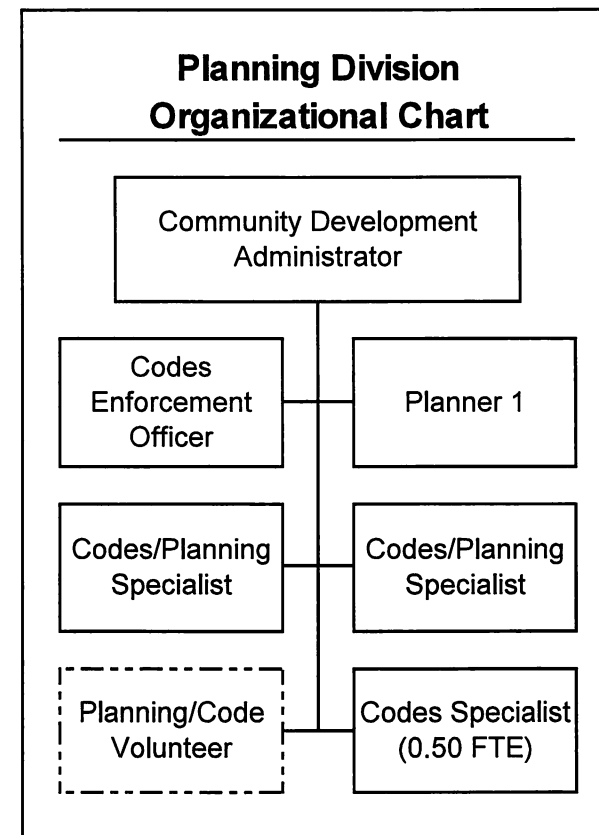 Planning Division
Organizational Chart
Community Development
Administrator
Codes
Enforcement
Officer
Planner 1
Codes/Planning
Specialist
Codes/Planning
Specialist
Planning/Code
Volunteer
Codes Specialist
(0.50 FTE)